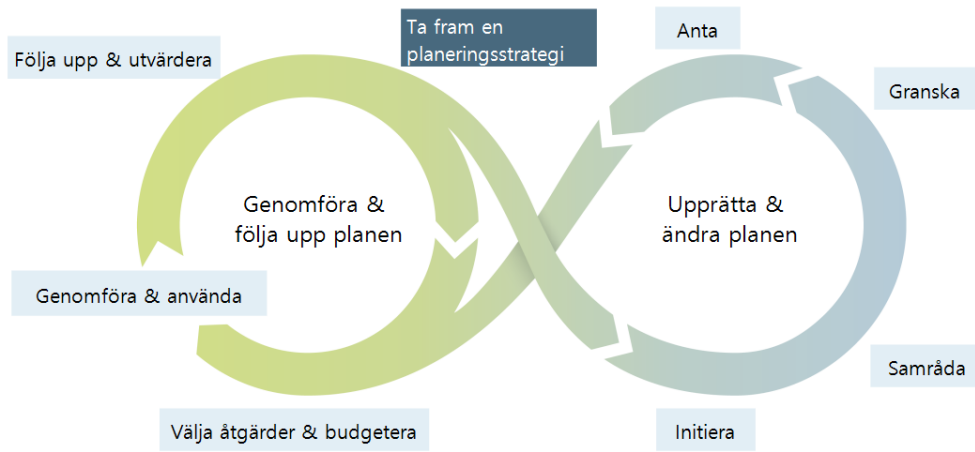 Ta fram en
planeringsstrategi
Anta
Följa upp & utvärdera
Granska
Genomföra &
följa upp planen
Upprätta &
ändra planen
Genomföra & använda
Samråda
Välja åtgärder & budgetera
Initiera